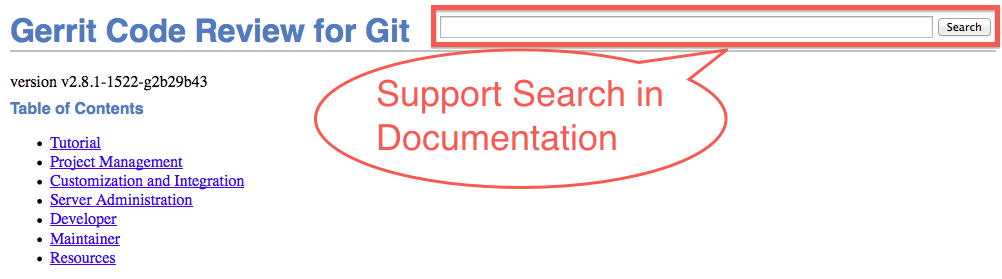 Gerrit Code Review for Git
Search
version v2.8.1-1522-g2b29b43
Table of Contents
Support Search in
Documentation
Tutorial
Project Management
Customization and Integration
Server Administration
Developer
Maintainer
Resources